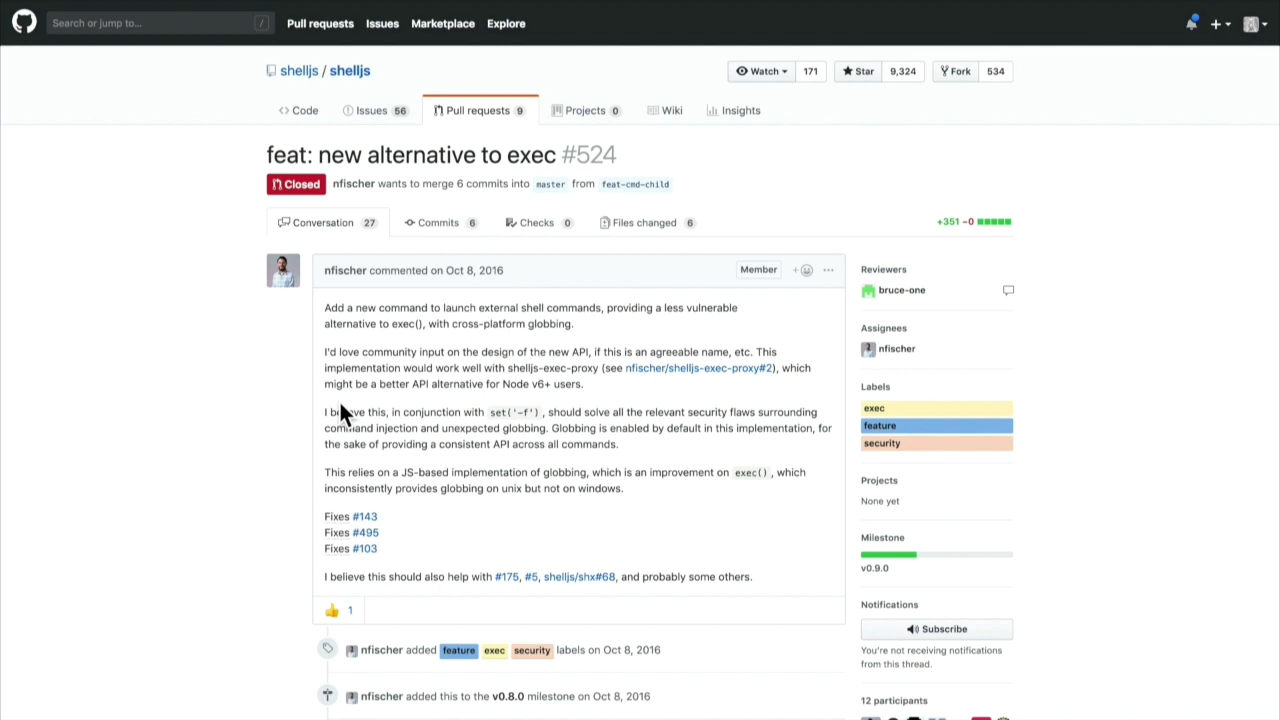 Search or jump to... /
Pull requests Issues Marketplace Explore
shelljs / shelljs
Watch 171 Star 9,324 Fork 534
Code Issues 56 Pull requests 9 Projects 0 Wiki Insights
feat: new alternative to exec #524
Closed nfischer wants to merge 6 commits into master from feat-cmd-child
Conversation 27 Commits 6 Checks 0 Files changed 6 +351 −0
nfischer commented on Oct 8, 2016 Member
Add a new command to launch external shell commands, providing a less vulnerable
alternative to exec(), with cross-platform globbing.
I'd love community input on the design of the new API, if this is an agreeable name, etc. This
implementation would work well with shelljs-exec-proxy (see nfischer/shelljs-exec-proxy#2), which
might be a better API alternative for Node v6+ users.
I believe this, in conjunction with set('-f'), should solve all the relevant security flaws surrounding
command injection and unexpected globbing. Globbing is enabled by default in this implementation, for
the sake of providing a consistent API across all commands.
This relies on a JS-based implementation of globbing, which is an improvement on exec(), which
inconsistently provides globbing on unix but not on windows.
Fixes #143
Fixes #495
Fixes #103
I believe this should also help with #175, #5, shelljs/shx#68, and probably some others.
1
nfischer added feature exec security labels on Oct 8, 2016
nfischer added this to the v0.8.0 milestone on Oct 8, 2016
Reviewers
bruce-one
Assignees
nfischer
Labels
exec
feature
security
Projects
None yet
Milestone
v0.9.0
Notifications
Subscribe
You're not receiving notifications
from this thread.
12 participants